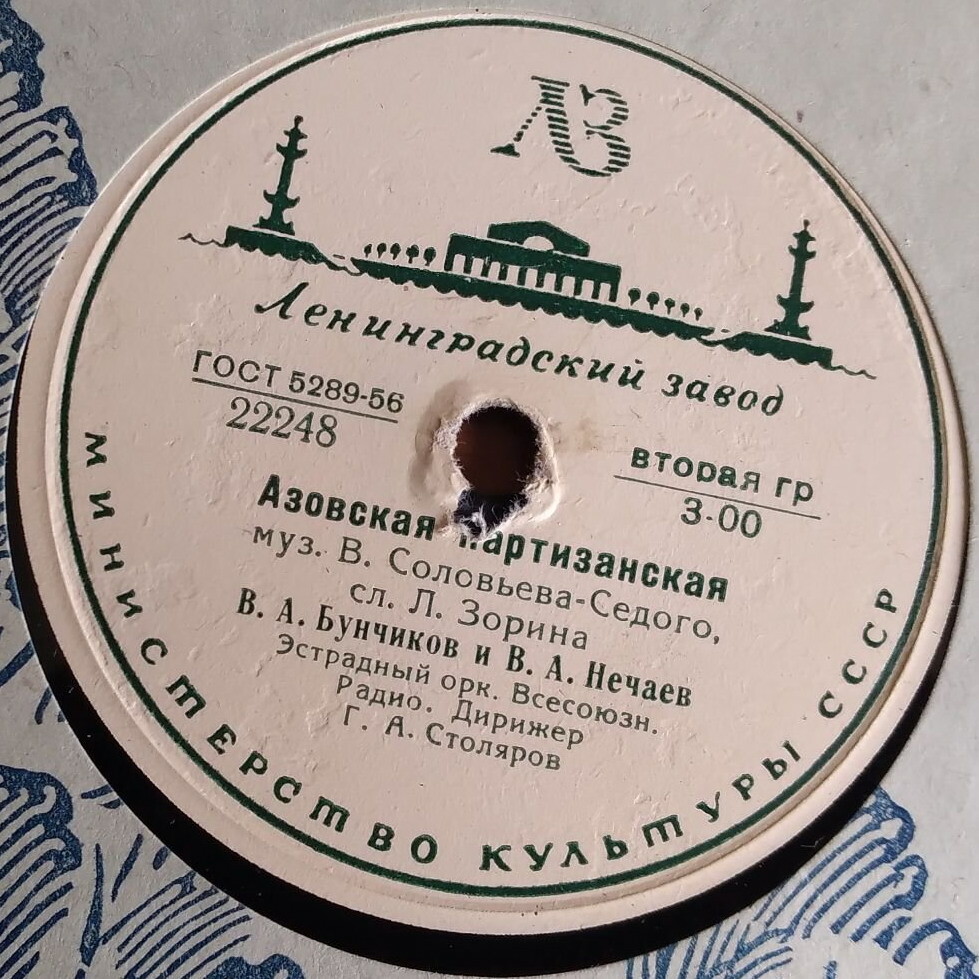 ЛЗ
Ленинградский завод
ГОСТ 5289-56
22248
вторая гр
3-00
Азовская партизанская
муз. В. Соловьева-Седого,
сл. Л. Зорина
В. А. Бунчиков и В. А. Нечаев
Эстрадный орк. Всесоюзн.
Радио. Дирижер
Г. А. Столяров
МИНИСТЕРСТВО КУЛЬТУРЫ СССР